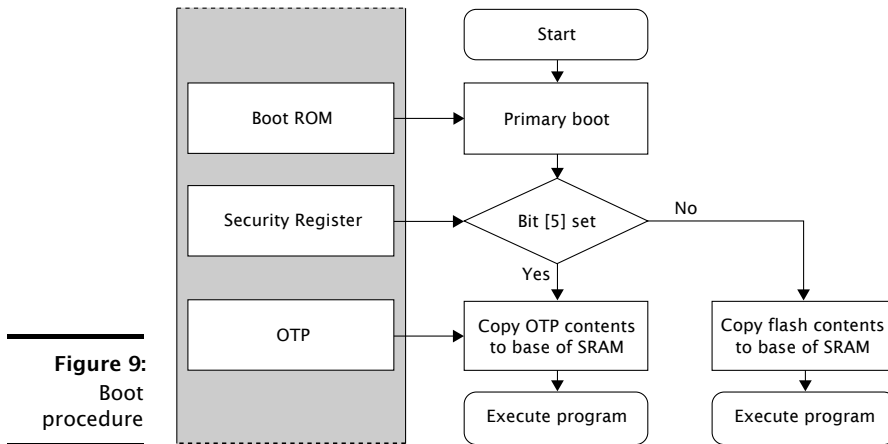 Start
Boot ROM
Primary boot
Security Register
Bit [5] set
No
Yes
OTP
Copy OTP contents
to base of SRAM
Copy flash contents
to base of SRAM
Execute program
Execute program
Figure 9:
Boot
procedure